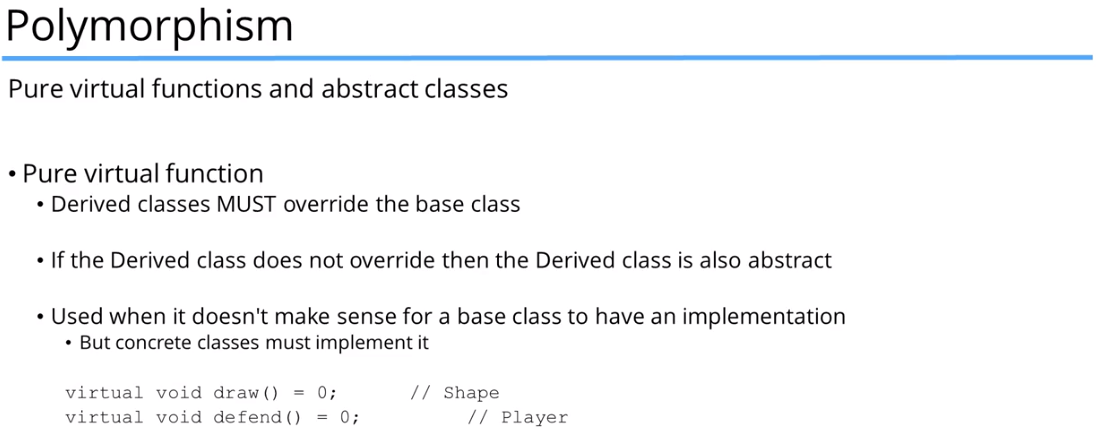 Polymorphism
Pure virtual functions and abstract classes
• Pure virtual function
• Derived classes MUST override the base class
• If the Derived class does not override then the Derived class is also abstract
• Used when it doesn't make sense for a base class to have an implementation
• But concrete classes must implement it
virtual void draw() = 0; // Shape
virtual void defend() = 0; // Player